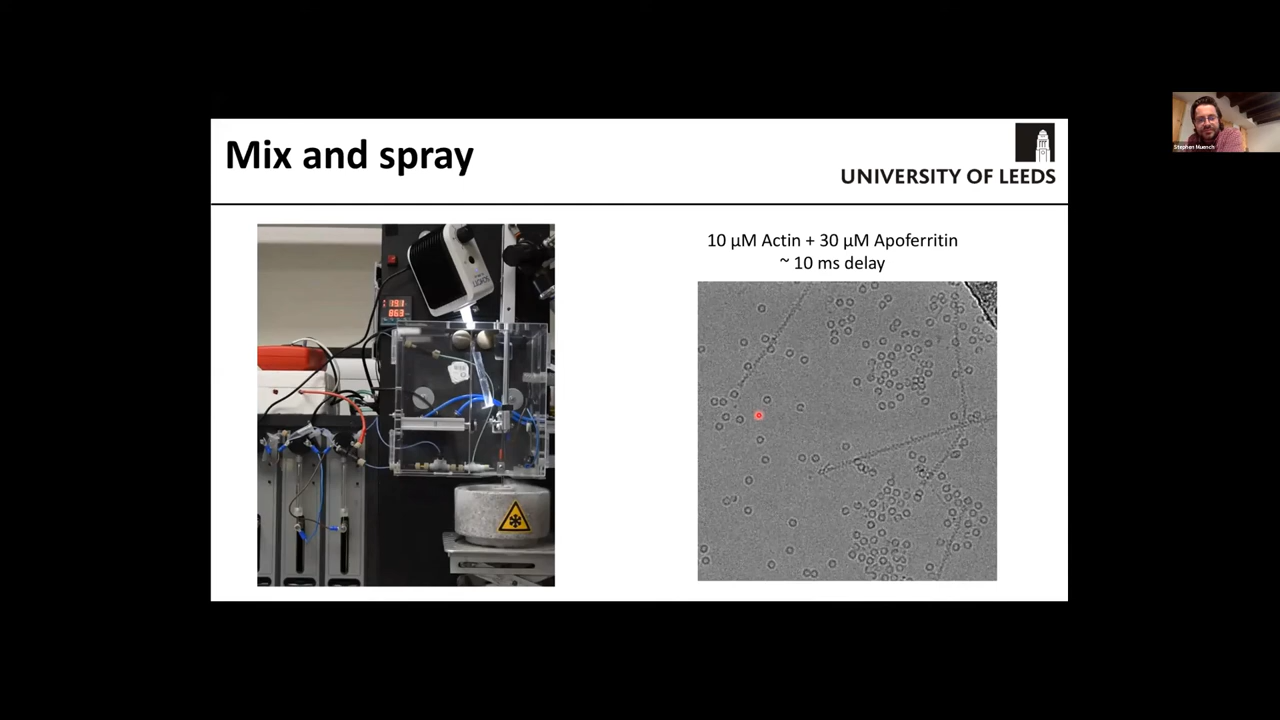 Mix and spray
UNIVERSITY OF LEEDS
10 µM Actin + 30 µM Apoferritin
~ 10 ms delay
Stephen Muench